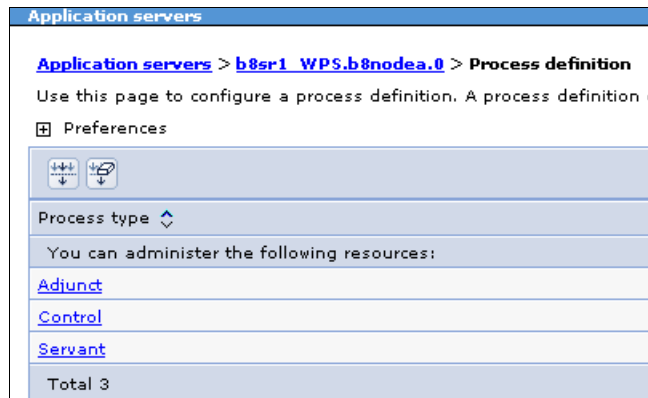 Application servers
Application servers > b8sr1_WPS.b8nodea.0 > Process definition
Use this page to configure a process definition. A process definition
Preferences
Process type
You can administer the following resources:
Adjunct
Control
Servant
Total 3